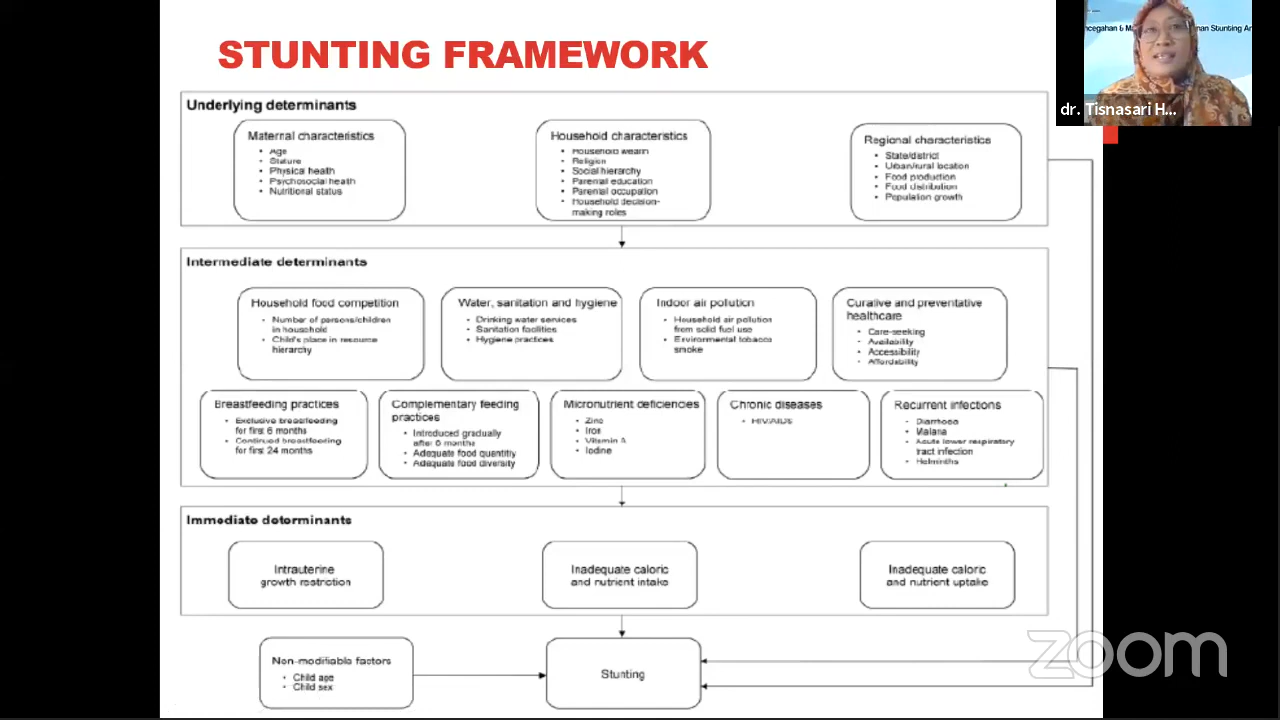 STUNTING FRAMEWORK
ncegahan & M
nan Stunting An
dr. Tisnasari H...
Underlying determinants
Maternal characteristics
• Age
• Stature
• Physical health
• Psychosocial health
• Nutritional status
Household characteristics
• Household wealth
• Religion
• Social hierarchy
• Parental education
• Parental occupation
• Household decision-
making roles
Regional characteristics
• State/district
• Urban/rural location
• Food production
• Food distribution
• Population growth
Intermediate determinants
Household food competition
• Number of persons/children
in household
• Child's place in resource
hierarchy
Water, sanitation and hygiene
• Drinking water services
• Sanitation facilities
• Hygiene practices
Indoor air pollution
• Household air pollution
from solid fuel use
• Environmental tobacco
smoke
Curative and preventative
healthcare
• Care-seeking
• Availability
• Accessibility
• Affordability
Breastfeeding practices
• Exclusive breastfeeding
for first 6 months
• Continued breastfeeding
for first 24 months
Complementary feeding
practices
• Introduced gradually
after 6 months
• Adequate food quantity
• Adequate food diversity
Micronutrient deficiencies
• Zinc
• Iron
• Vitamin A
• Iodine
Chronic diseases
• HIV/AIDS
Recurrent infections
• Diarrhoea
• Malaria
• Acute lower respiratory
tract infection
• Helminths
Immediate determinants
Intrauterine
growth restriction
Inadequate caloric
and nutrient intake
Inadequate caloric
and nutrient uptake
Non-modifiable factors
• Child age
• Child sex
Stunting
zoom